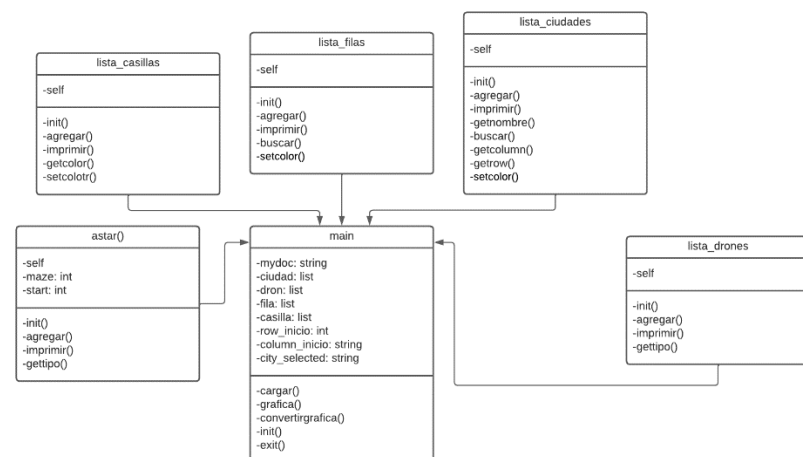 lista_casillas
-self
-init()
-agregar()
-imprimir()
-getcolor()
-setcolotr()
lista_filas
-self
-init()
-agregar()
-imprimir()
-buscar()
-setcolor()
lista_ciudades
-self
-init()
-agregar()
-imprimir()
-getnombre()
-buscar()
-getcolumn()
-getrow()
-setcolor()
astar()
-self
-maze: int
-start: int
-init()
-agregar()
-imprimir()
-gettipo()
main
-mydoc: string
-ciudad: list
-dron: list
-fila: list
-casilla: list
-row_inicio: int
-column_inicio: string
-city_selected: string
-cargar()
-grafica()
-convertirgrafica()
-init()
-exit()
lista_drones
-self
-init()
-agregar()
-imprimir()
-gettipo()